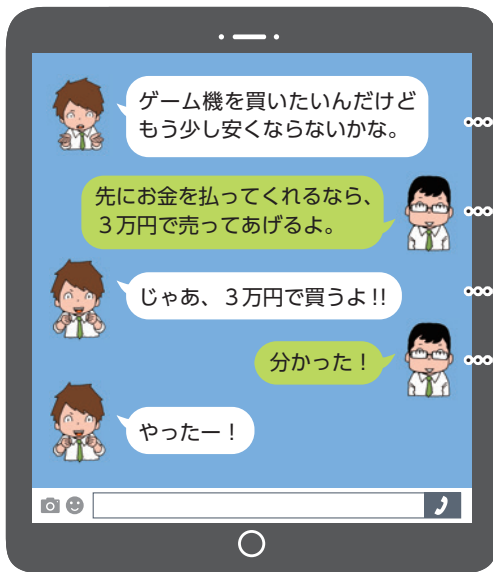 ゲーム機を買いたいんだけど
もう少し安くならないかな。
先にお金を払ってくれるなら、
３万円で売ってあげるよ。
じゃあ、３万円で買うよ!!
分かった！
やったー！